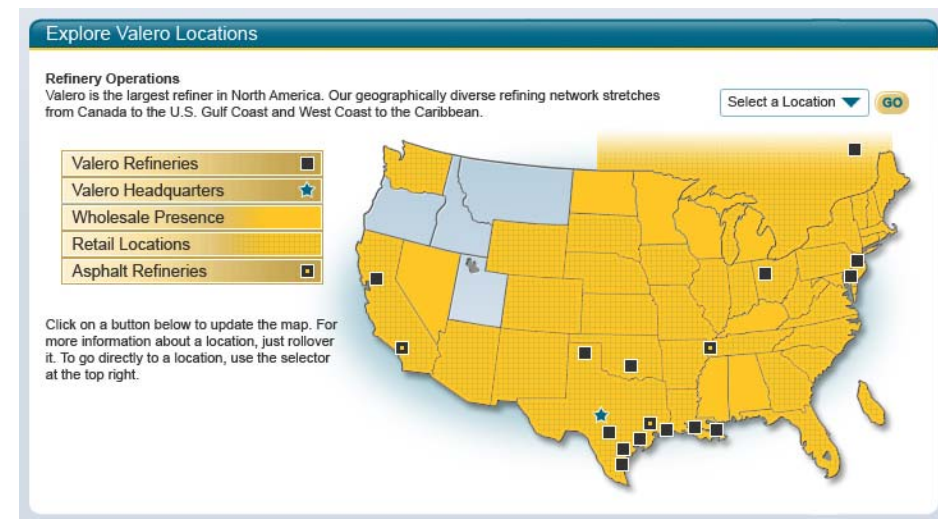 Explore Valero Locations
Refinery Operations
Valero is the largest refiner in North America. Our geographically diverse refining network stretches
from Canada to the U.S. Gulf Coast and West Coast to the Caribbean.
Select a Location
GO
Valero Refineries
Valero Headquarters
Wholesale Presence
Retail Locations
Asphalt Refineries
Click on a button below to update the map. For
more information about a location, just rollover
it. To go directly to a location, use the selector
at the top right.